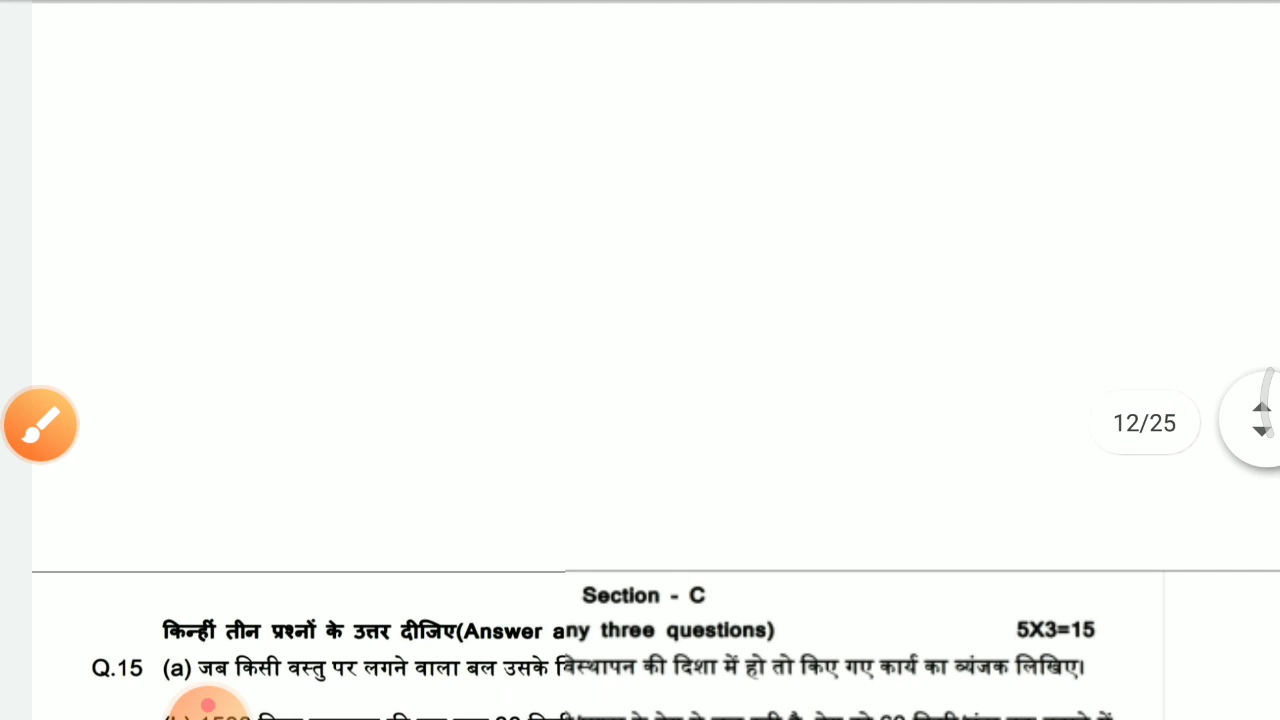 12/25
Section - C
किन्हीं तीन प्रश्नों के उत्तर दीजिए(Answer any three questions) 5X3=15
Q.15 (a) जब किसी वस्तु पर लगने वाला बल उसके विस्थापन की दिशा में हो तो किए गए कार्य का व्यंजक लिखिए।